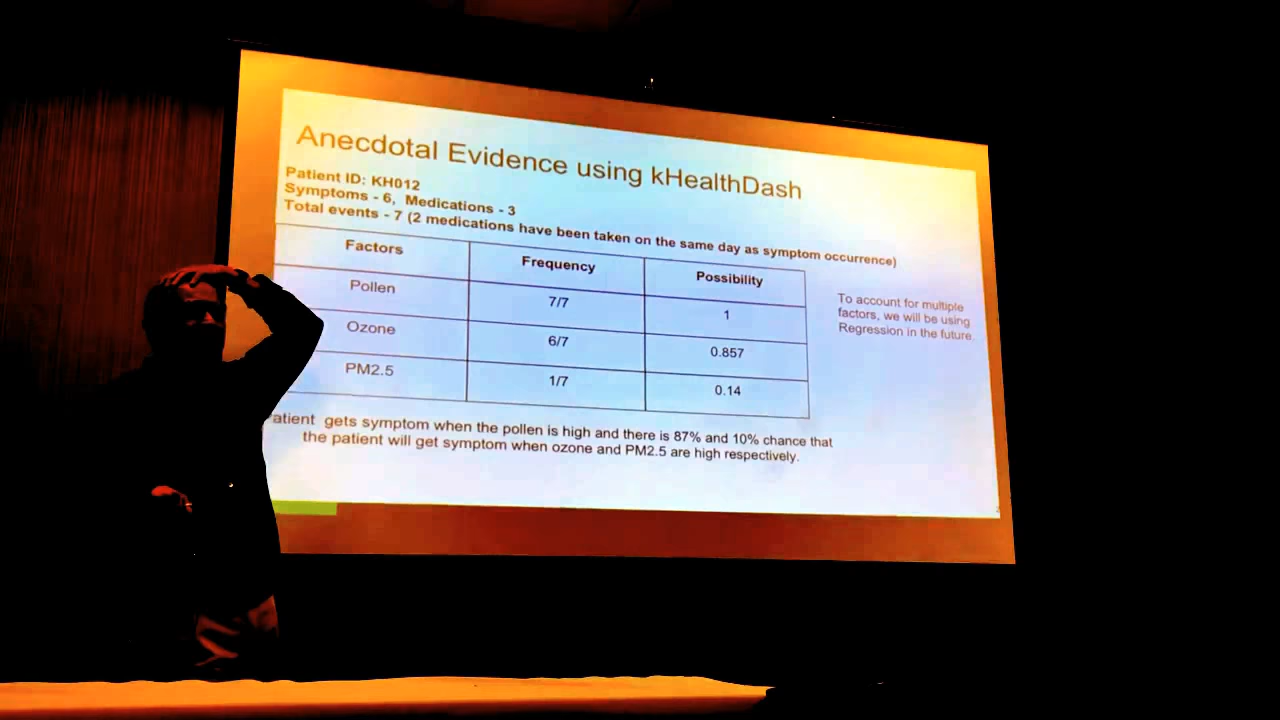 Anecdotal Evidence using kHealthDash
Patient ID: KH012
Symptoms - 6, Medications - 3
Total events - 7 (2 medications have been taken on the same day as symptom occurrence)
Factors Frequency Possibility
Pollen 7/7 1
Ozone 6/7 0.857
PM2.5 1/7 0.14
To account for multiple
factors, we will be using
Regression in the future.
atient gets symptom when the pollen is high and there is 87% and 10% chance that
the patient will get symptom when ozone and PM2.5 are high respectively.